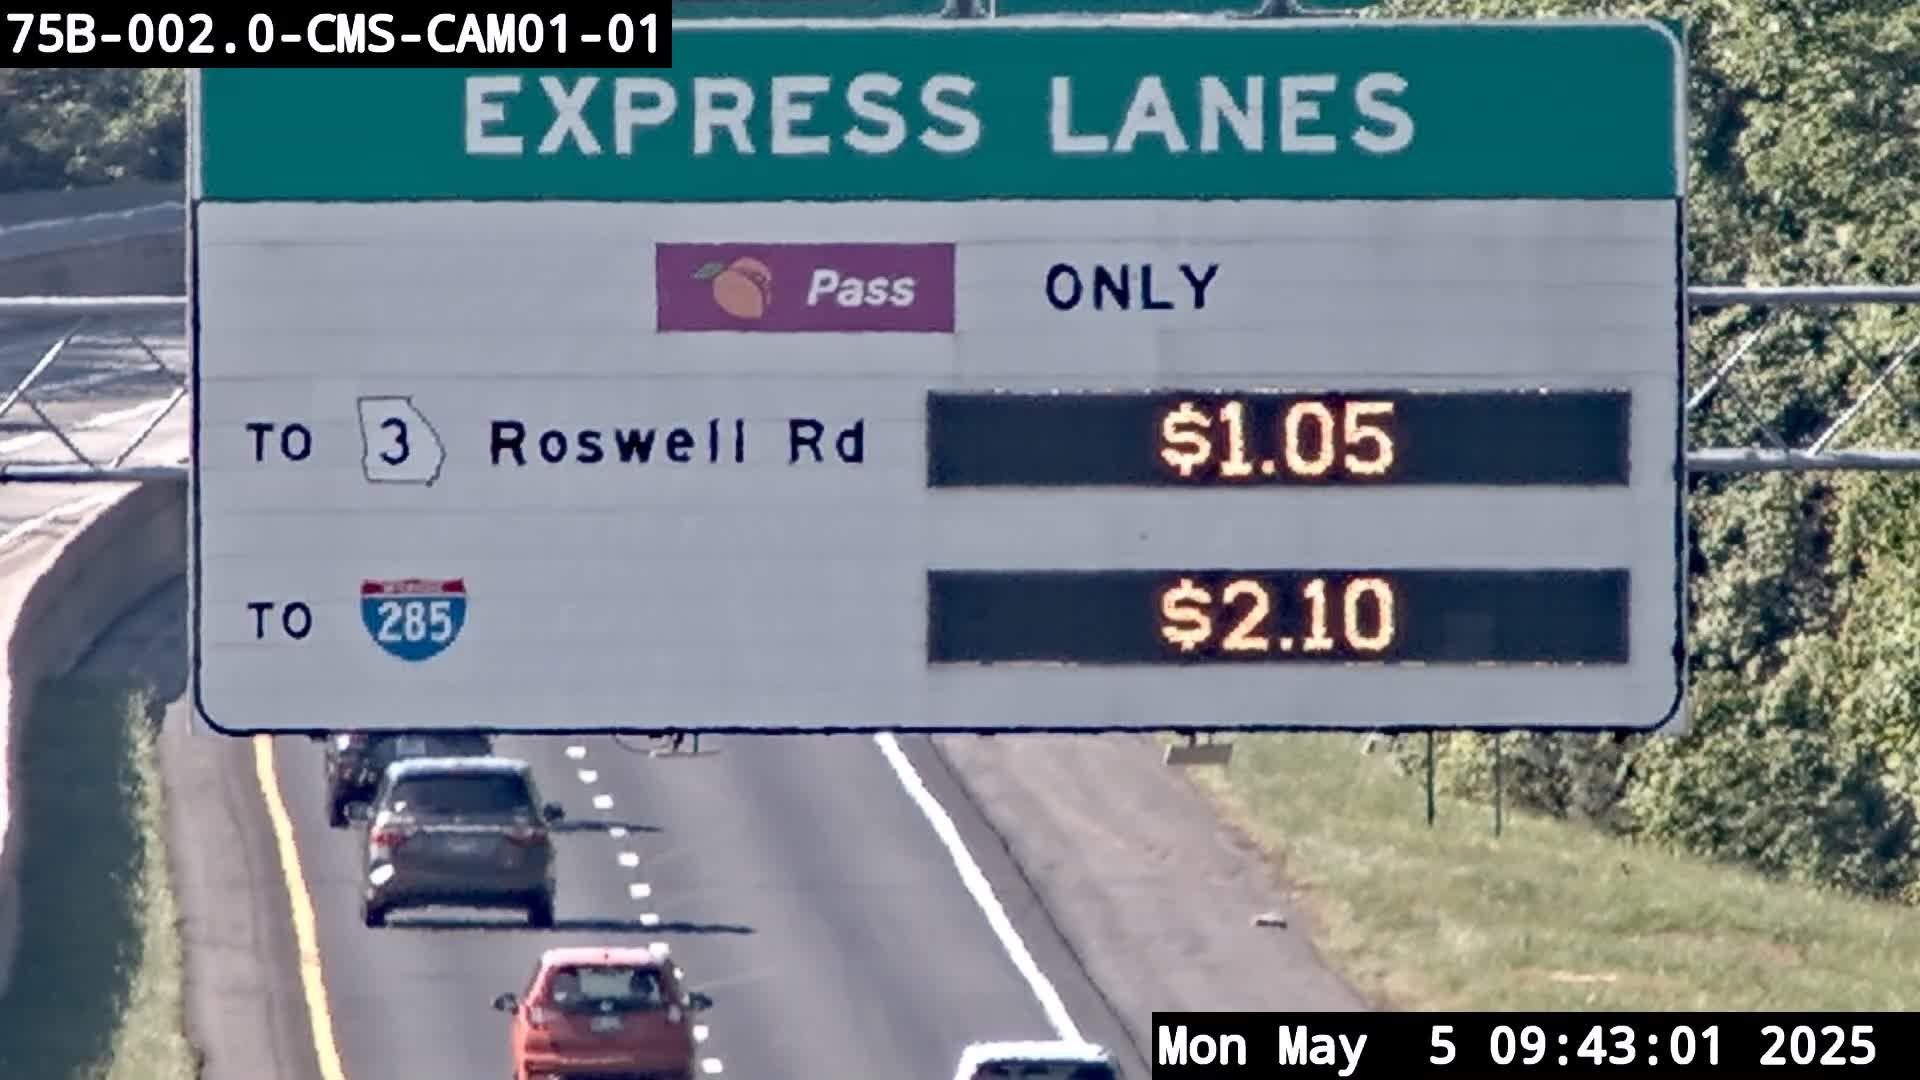 75B-002.0-CMS-CAM01-01
EXPRESS LANES
Pass ONLY
TO 3 Roswell Rd $1.05
TO 285 $2.10
Mon May 5 09:43:01 2025